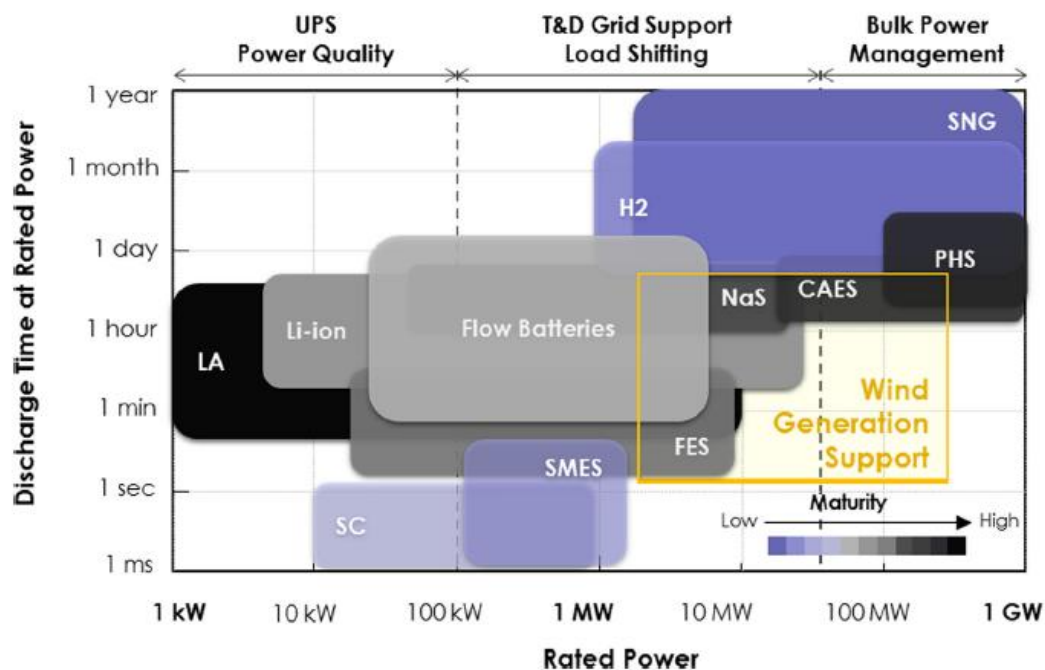 UPS
Power Quality
T&D Grid Support
Load Shifting
Bulk Power
Management
Discharge Time at Rated Power
1 year
1 month
1 day
1 hour
1 min
1 sec
1 ms
SNG
H2
PHS
CAES
NaS
Li-ion
Flow Batteries
LA
Wind
Generation
Support
FES
SMES
SC
Maturity
Low
High
1 kW
10 kW
100 kW
1 MW
10 MW
100 MW
1 GW
Rated Power